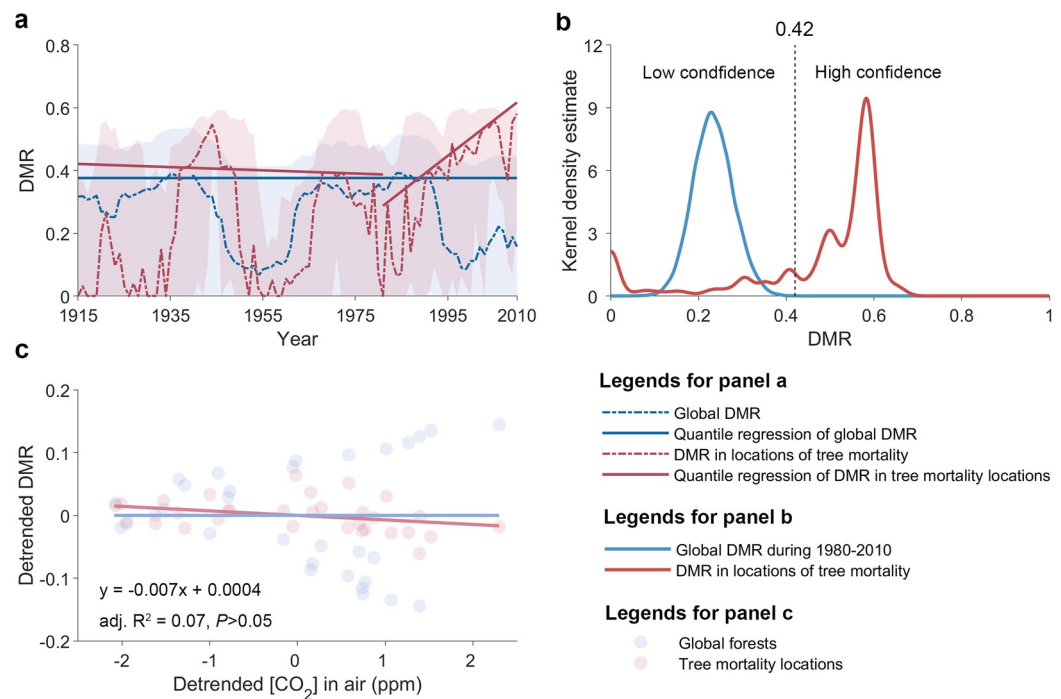 a
0.8
0.6
0.4
0.2
0
DMR
1915 1935 1955 1975 1995 2010
Year
b
0.42
12
9
6
3
0
Kernel density estimate
Low condfidence
High confidence
0 0.2 0.4 0.6 0.8 1
DMR
c
0.2
0.1
0
-0.1
-0.2
Detrended DMR
y = -0.007x + 0.0004
adj. R² = 0.07, P>0.05
-2 -1 0 1 2
Detrended [CO₂] in air (ppm)
Legends for panel a
Global DMR
Quantile regression of global DMR
DMR in locations of tree mortality
Quantile regression of DMR in tree mortality locations
Legends for panel b
Global DMR during 1980-2010
DMR in locations of tree mortality
Legends for panel c
Global forests
Tree mortality locations